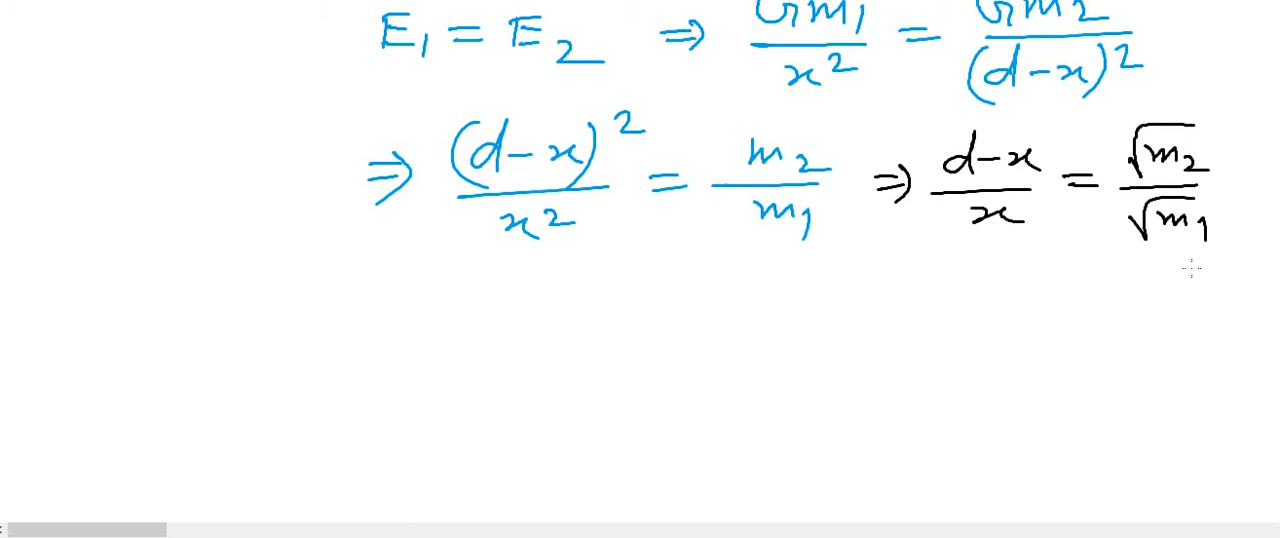 E₁ = E₂ ⇒ Gm₁/x² = Gm₂/(d-x)²
⇒ (d-x)²/x² = m₂/m₁ ⇒ d-x/x = √m₂/√m₁